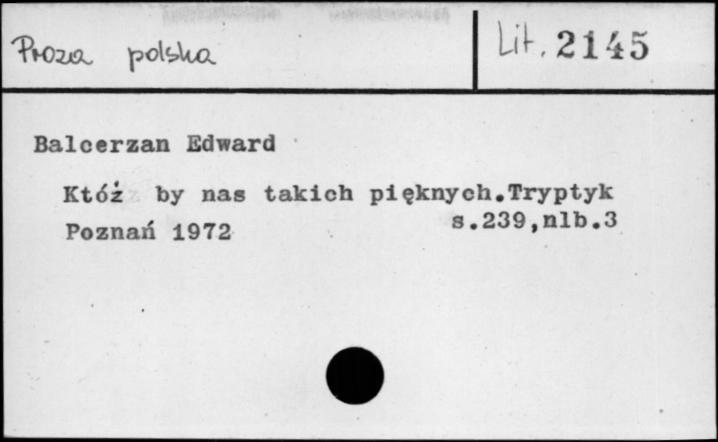 Proza polska
Lit. 2145
Balcerzan Edward
Któż by nas takich pięknych.Tryptyk
Poznań 1972 s.239,nlb.3